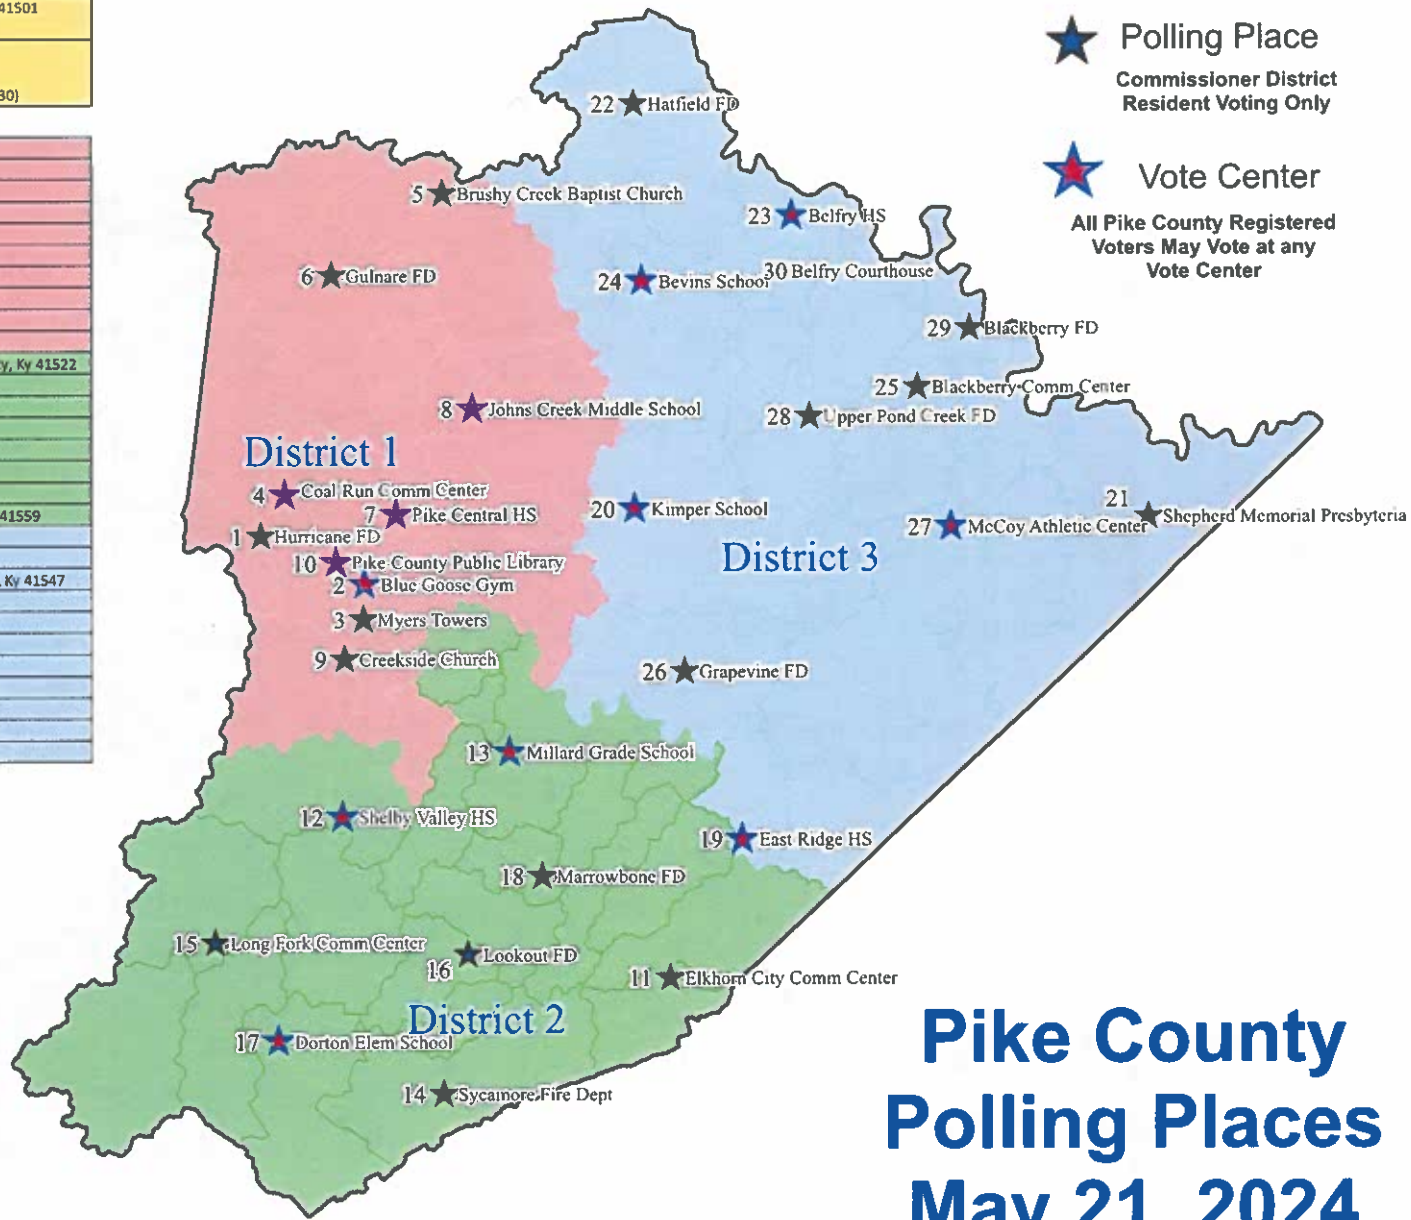 41501
30)
y, Ky 41522
41559
Ky 41547
Polling Place
Commissioner District
Resident Voting Only
Vote Center
All Pike County Registered
Voters May Vote at any
Vote Center
22 Hatfield FD
5 Brushy Creek Baptist Church
23 Belfry HS
6 Gulnare FD
24 Bevins School
30 Belfry Courthouse
29 Blackberry FD
25 Blackberry Comm Center
8 Johns Creek Middle School
28 Upper Pond Creek FD
District 1
4 Coal Run Comm Center
7 Pike Central HS
20 Kimper School
21 Shepherd Memorial Presbyteria
27 McCoy Athletic Center
1 Hurricane FD
District 3
10 Pike County Public Library
2 Blue Goose Gym
3 Myers Towers
9 Creekside Church
26 Grapevine FD
13 Millard Grade School
12 Shelby Valley HS
19 East Ridge HS
18 Marrowbone FD
15 Long Fork Comm Center
16 Lookout FD
11 Elkhorn City Comm Center
District 2
17 Dorton Elem School
14 Sycamore Fire Dept
Pike County
Polling Places
May 21, 2024